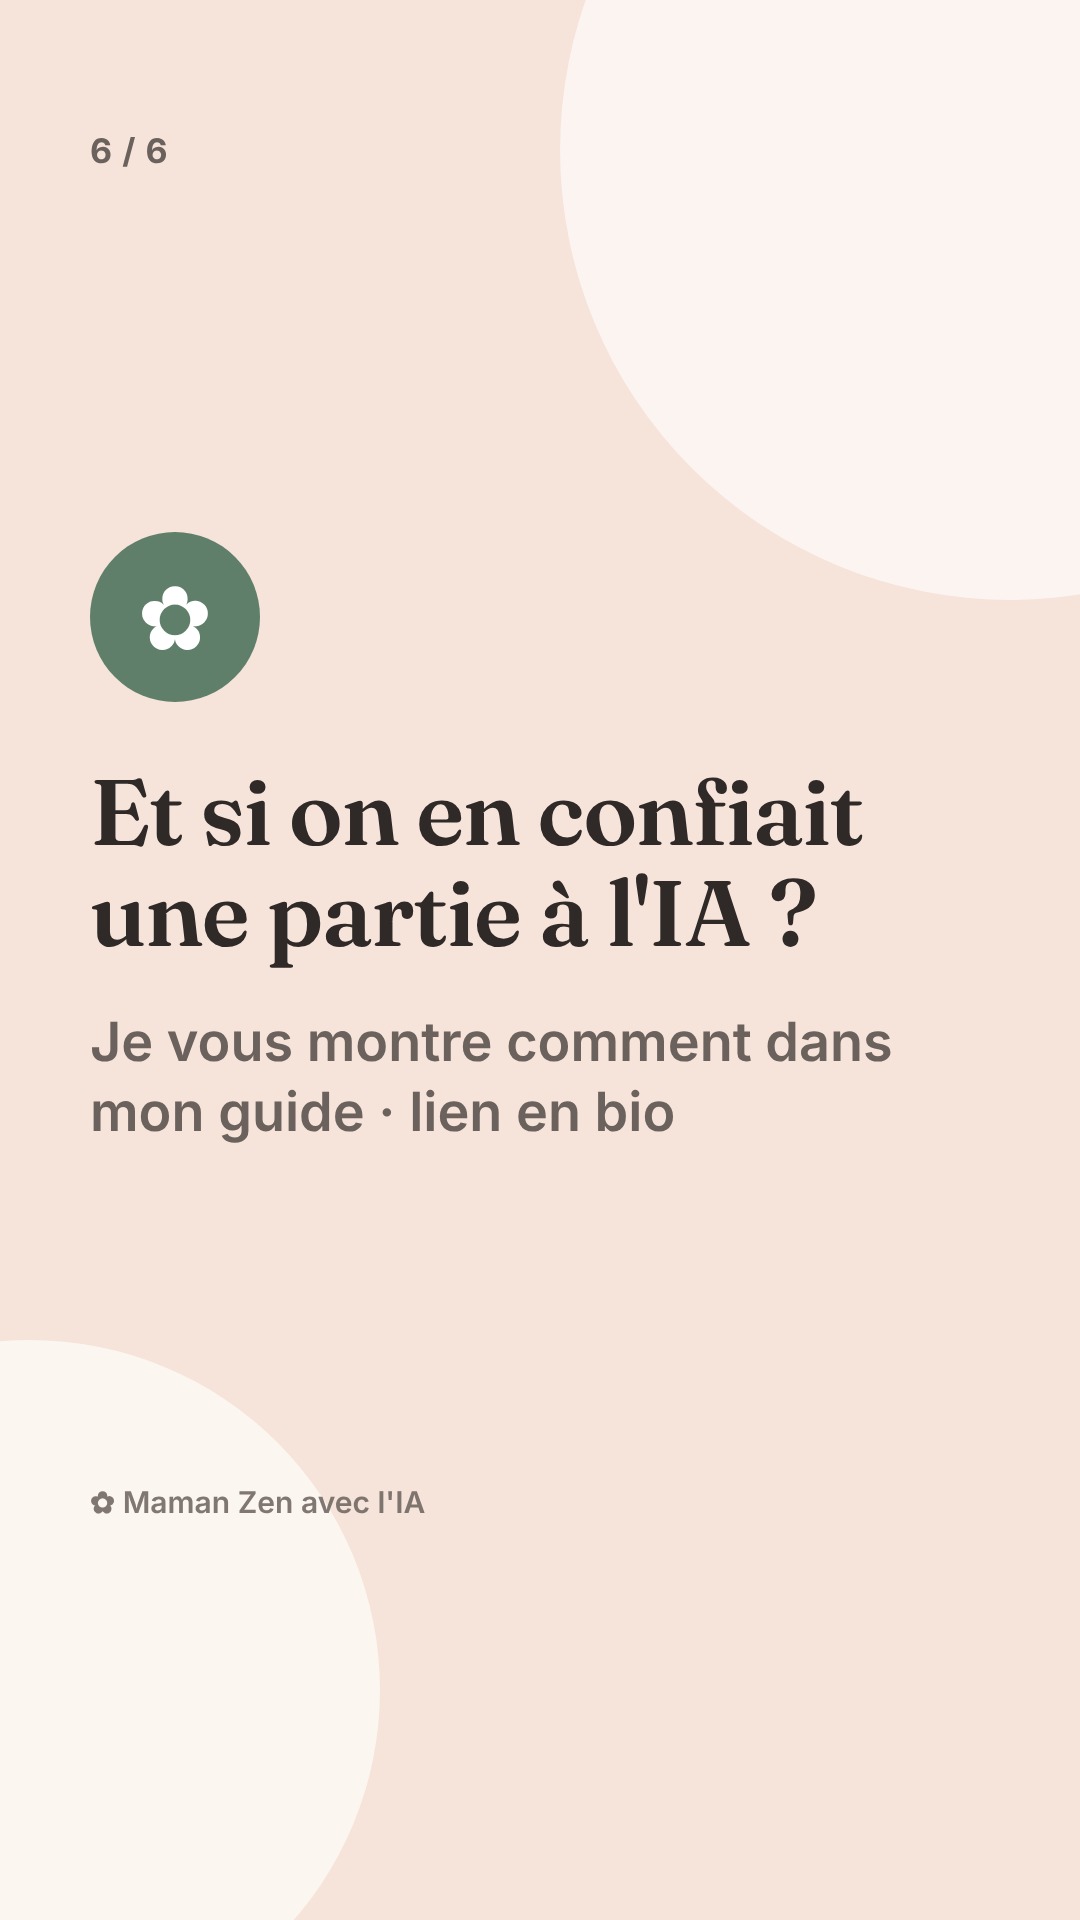 6 / 6
✿
Et si on en confiait
une partie à l'IA ?
Je vous montre comment dans
mon guide · lien en bio
✿ Maman Zen avec l'IA